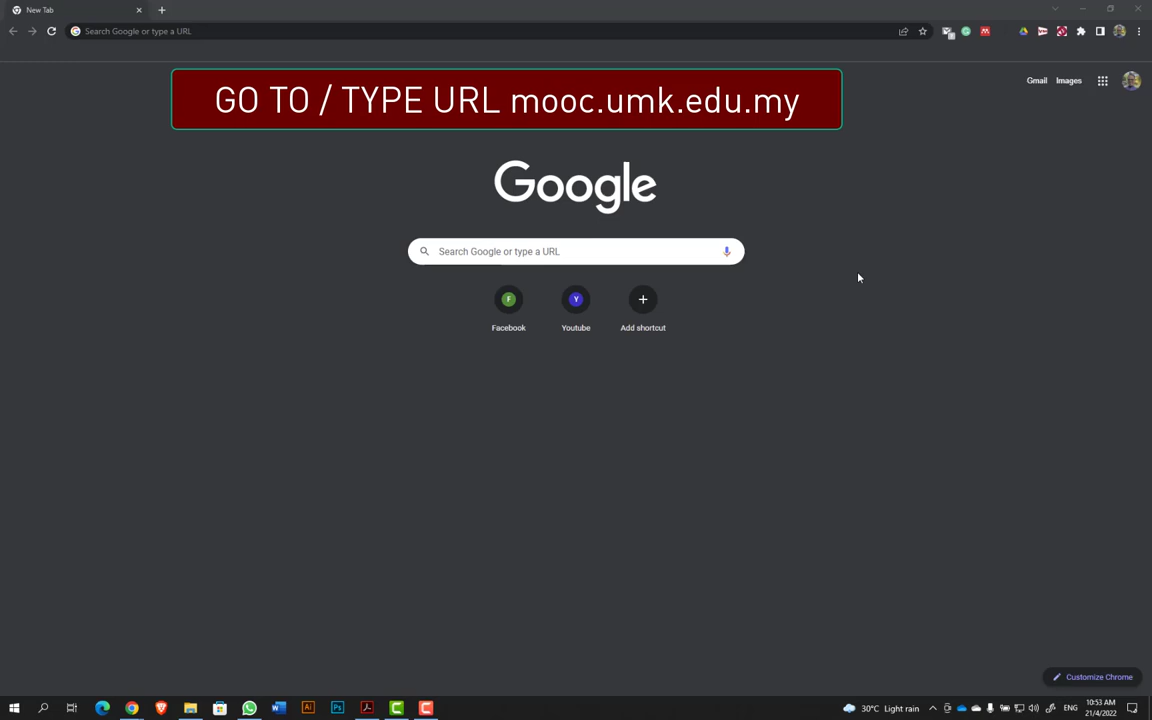 New Tab
Search Google or type a URL
GO TO / TYPE URL mooc.umk.edu.my
Gmail Images
Google
Search Google or type a URL
F Y
Facebook Youtube Add shortcut
Customize Chrome
30°C Light rain ENG 10:53 AM
21/4/2022